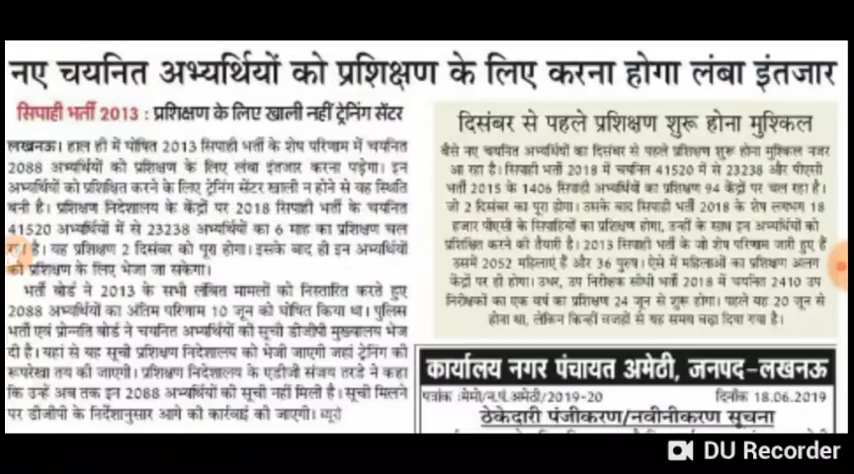 नए चयनित अभ्यर्थियों को प्रशिक्षण के लिए करना होगा लंबा इंतजार
सिपाही भर्ती 2013 : प्रशिक्षण के लिए खाली नहीं ट्रेनिंग सेंटर
लखनऊ। हाल ही में घोषित 2013 सिपाही भर्ती के शेष परिणाम में चयनित
2088 अभ्यर्थियों को प्रशिक्षण के लिए लंबा इंतजार करना पड़ेगा। इन
अभ्यर्थियों को प्रशिक्षित करने के लिए ट्रेनिंग सेंटर खाली न होने से यह स्थिति
बनी है। प्रशिक्षण निदेशालय के केंद्रों पर 2018 सिपाही भर्ती के चयनित
41520 अभ्यर्थियों में से 23238 अभ्यर्थियों का 6 माह का प्रशिक्षण चल
रहा है। यह प्रशिक्षण 2 दिसंबर को पूरा होगा। इसके बाद ही इन अभ्यर्थियों
को प्रशिक्षण के लिए भेजा जा सकेगा।
भर्ती बोर्ड ने 2013 के सभी लंबित मामलों को निस्तारित करते हुए
2088 अभ्यर्थियों का अंतिम परिणाम 10 जून को घोषित किया था। पुलिस
भर्ती एवं प्रोन्नति बोर्ड ने चयनित अभ्यर्थियों की सूची डीजीपी मुख्यालय भेज
दी है। यहां से यह सूची प्रशिक्षण निदेशालय को भेजी जाएगी जहां ट्रेनिंग की
रूपरेखा तय की जाएगी। प्रशिक्षण निदेशालय के एडीजी संजय तरडे ने कहा
कि उन्हें अब तक इन 2088 अभ्यर्थियों की सूची नहीं मिली है। सूची मिलने
पर डीजीपी के निर्देशानुसार आगे की कार्रवाई की जाएगी। ब्यूरो
दिसंबर से पहले प्रशिक्षण शुरू होना मुश्किल
वैसे नए चयनित अभ्यर्थियों का दिसंबर से पहले प्रशिक्षण शुरू होना मुश्किल नजर
आ रहा है। सिपाही भर्ती 2018 में चयनित 41520 में से 23238 और पीएसी
भर्ती 2015 के 1406 सिपाही अभ्यर्थियों का प्रशिक्षण 94 केंद्रों पर चल रहा है।
जो 2 दिसंबर का पूरा होगा। उसके बाद सिपाही भर्ती 2018 के शेष लगभग 18
हजार पीएसी के सिपाहियों का प्रशिक्षण होगा, उन्हीं के साथ इन अभ्यर्थियों को
प्रशिक्षित करने की तैयारी है। 2013 सिपाही भर्ती के जो शेष परिणाम जारी हुए हैं
उसमें 2052 महिलाएं हैं और 36 पुरुष। ऐसे में महिलाओं का प्रशिक्षण अलग
केंद्रों पर ही होगा। उधर, उप निरीक्षक सीधी भर्ती 2018 में चयनित 2410 उप
निरीक्षकों का एक वर्ष का प्रशिक्षण 24 जून से शुरू होगा। पहले यह 20 जून से
होना था, लेकिन किन्हीं वजहों से यह समय बढ़ा दिया गया है।
कार्यालय नगर पंचायत अमेठी, जनपद-लखनऊ
पत्रांक :मेमो/न.पं.अमेठी/2019-20 दिनाँक 18.06.2019
ठेकेदारी पंजीकरण/नवीनीकरण सूचना
DU Recorder